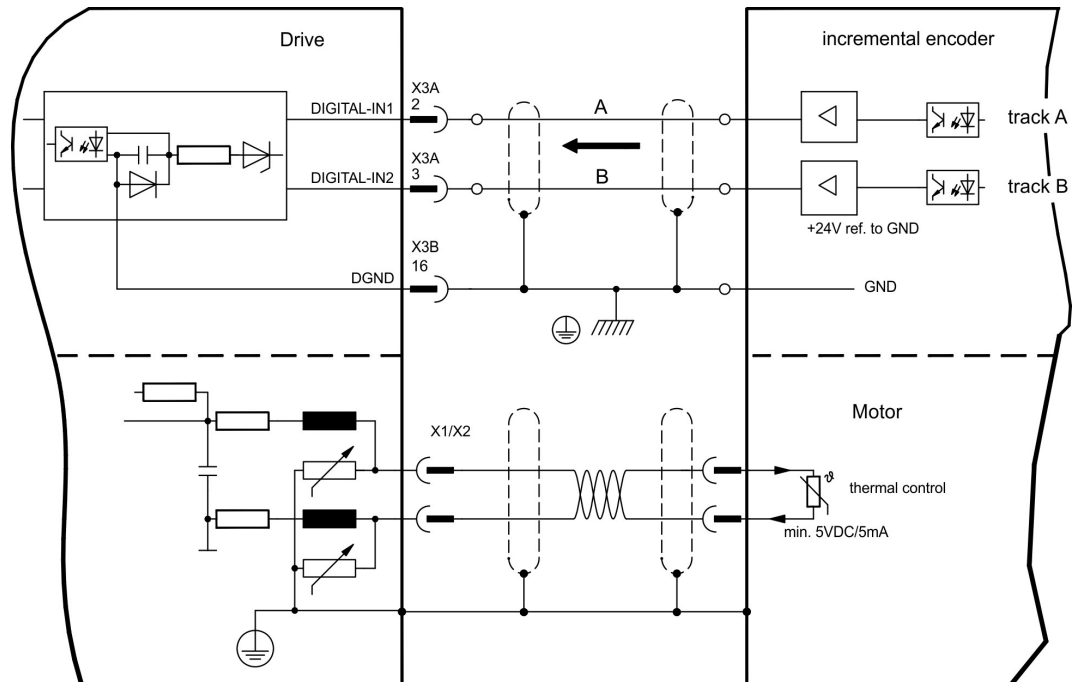 Drive
incremental encoder
DIGITAL-IN1
X3A
2
A
track A
DIGITAL-IN2
X3A
3
B
track B
+24V ref. to GND
DGND
X3B
16
GND
Motor
X1/X2
ϑ
thermal control
min. 5VDC/5mA